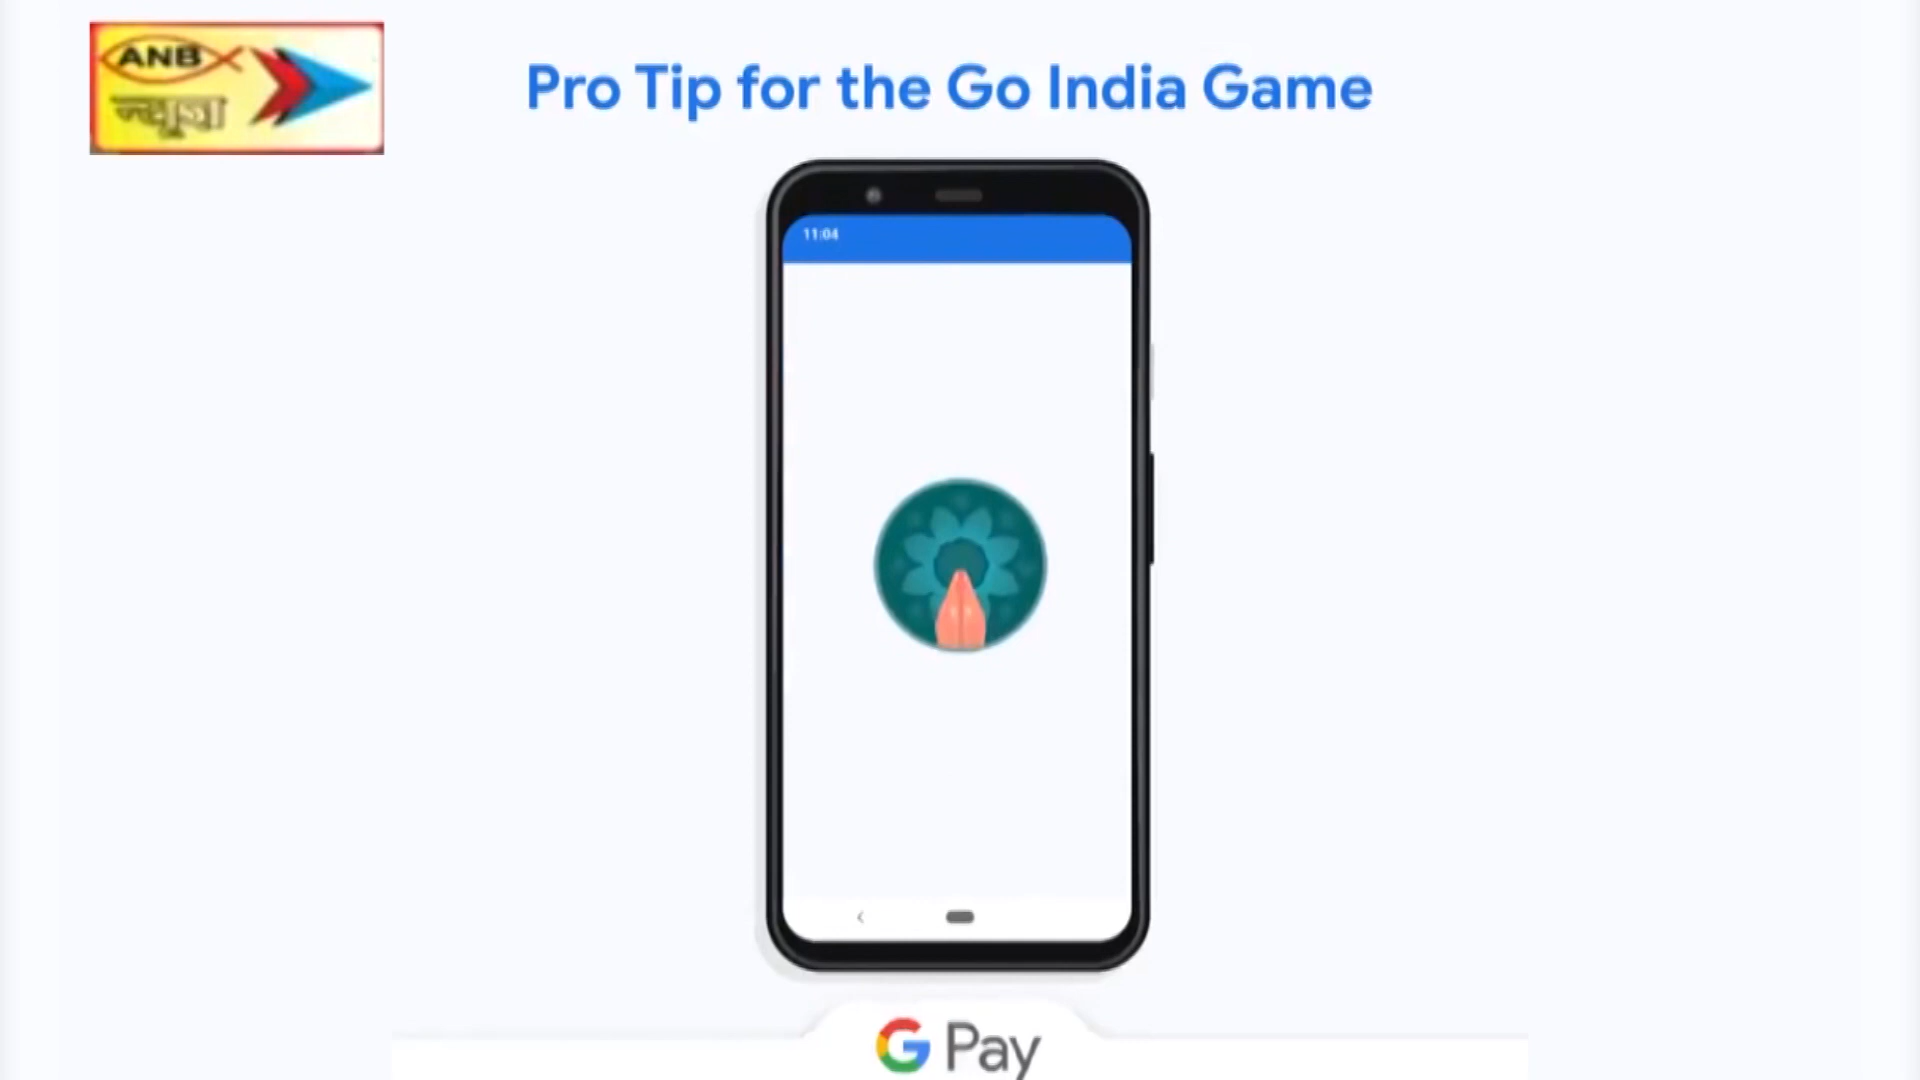 ANB
न्यूज़
Pro Tip for the Go India Game
11:04
G Pay